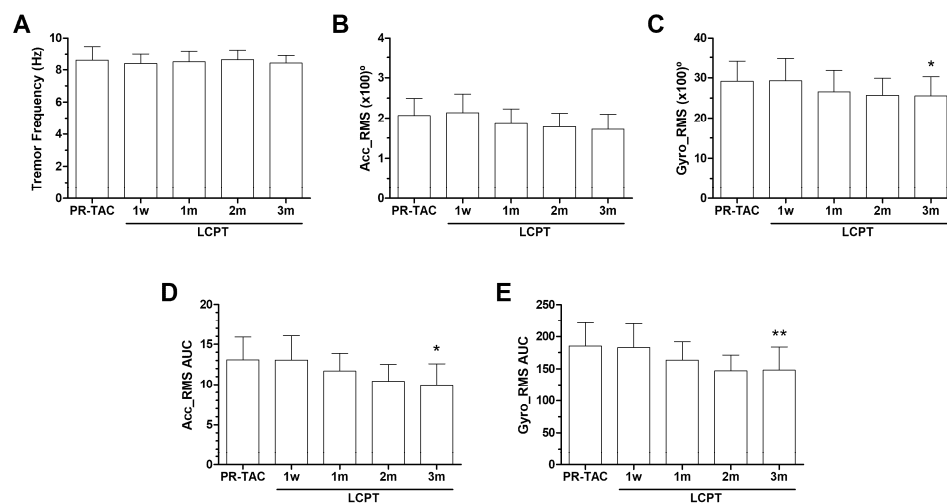 A
Tremor Frequency (Hz)
10
8
6
4
2
0
PR-TAC 1w 1m 2m 3m
LCPT
B
Acc_RMS (x100)º
4
3
2
1
0
PR-TAC 1w 1m 2m 3m
LCPT
C
Gyro_RMS (x100)º
40
30
20
10
0
*
PR-TAC 1w 1m 2m 3m
LCPT
D
Acc_RMS AUC
20
15
10
5
0
*
PR-TAC 1w 1m 2m 3m
LCPT
E
Gyro_RMS AUC
250
200
150
100
50
0
**
PR-TAC 1w 1m 2m 3m
LCPT